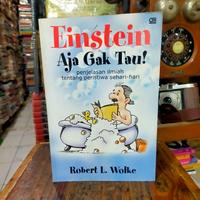 Einstein
Aja Gak Tau!
penjelasan ilmiah
tentang peristiwa sehari-hari
Robert L. Wolke